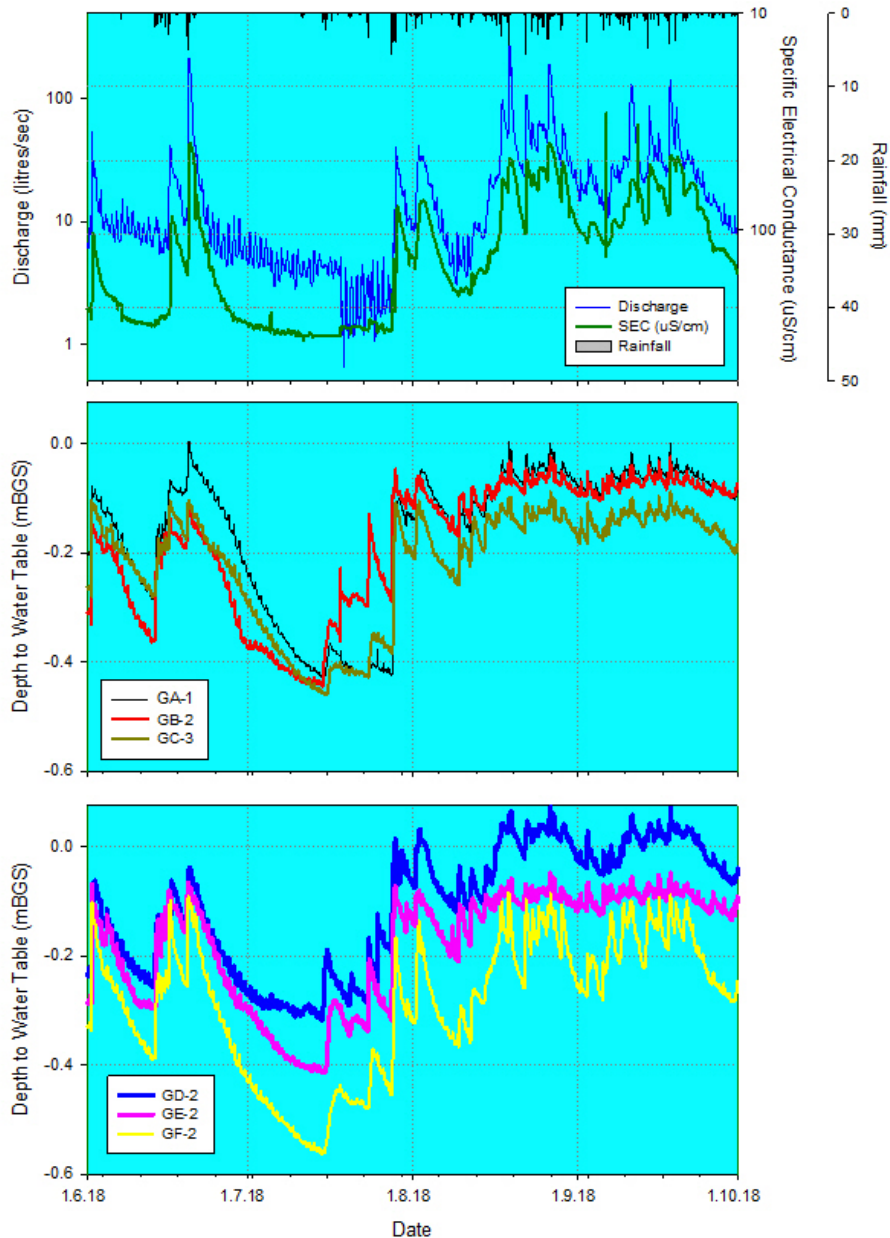 10
0
100
10
20
10
30
100
40
1
50
Discharge (litres/sec)
Specific Electrical Conductance (uS/cm)
Rainfall (mm)
Discharge
SEC (uS/cm)
Rainfall
0.0
-0.2
-0.4
-0.6
Depth to Water Table (mBGS)
GA-1
GB-2
GC-3
0.0
-0.2
-0.4
-0.6
Depth to Water Table (mBGS)
GD-2
GE-2
GF-2
1.6.18 1.7.18 1.8.18 1.9.18 1.10.18
Date